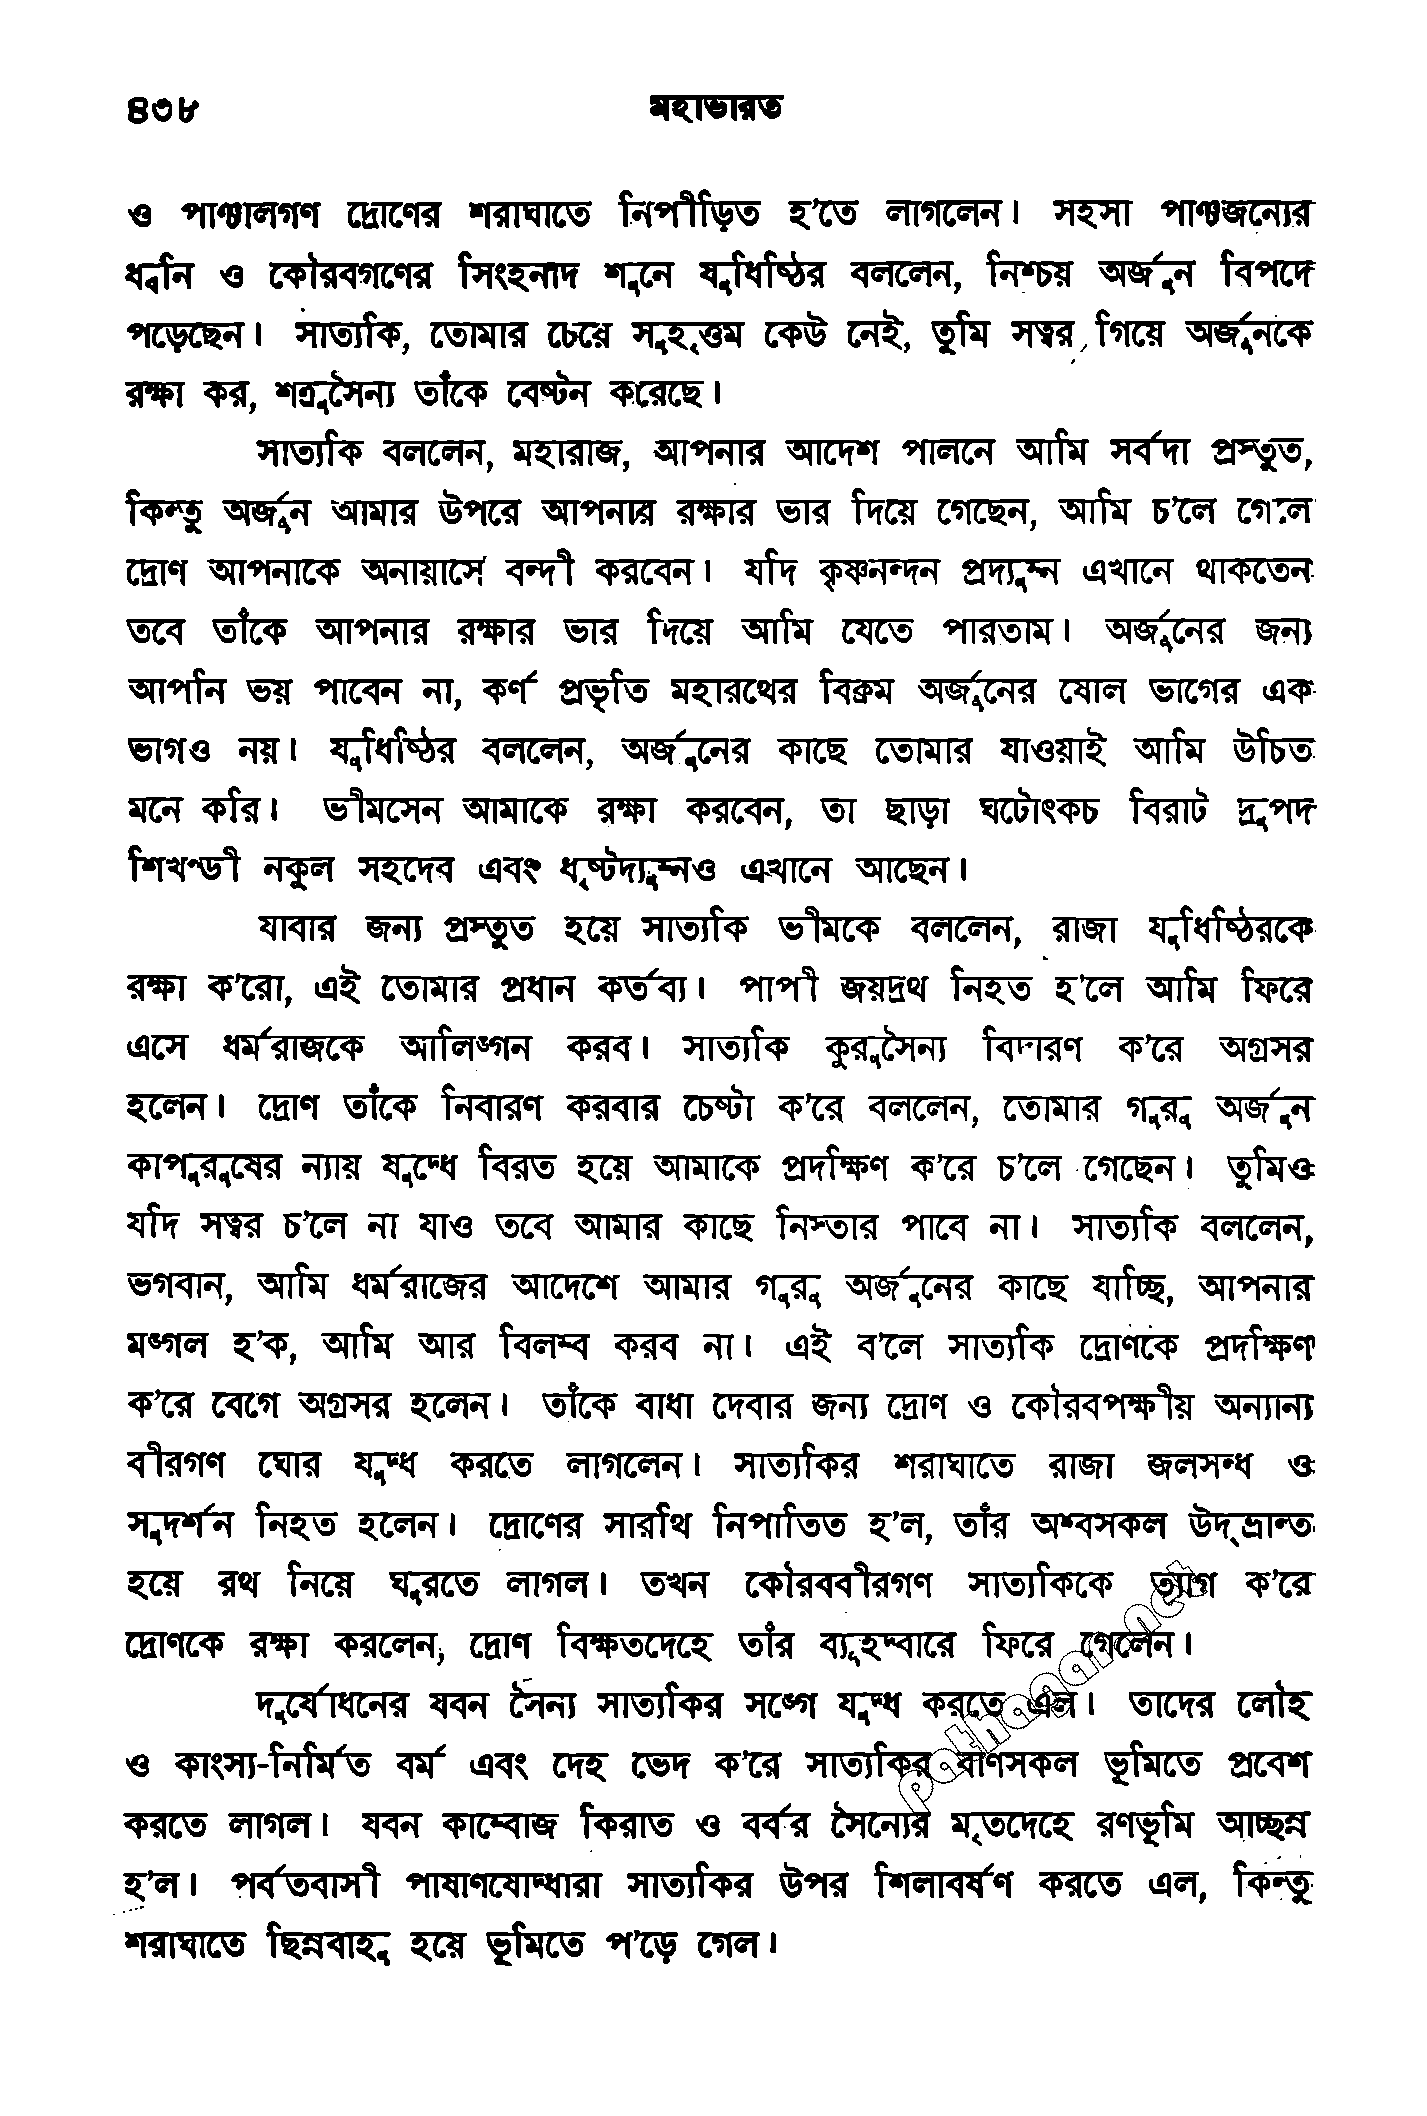 ৪৩৮ মহাভারত
ও পাঞ্চালগণ দ্রোণের শরাঘাতে নিপীড়িত হ’তে লাগলেন। সহসা পাঞ্চজন্যের
ধ্বনি ও কৌরবগণের সিংহনাদ শুনে যুধিষ্ঠির বললেন, নিশ্চয় অর্জুন বিপদে
পড়েছেন। সাত্যকি, তোমার চেয়ে সুহৃত্তম কেউ নেই, তুমি সত্বর গিয়ে অর্জুনকে
রক্ষা কর, শত্রুসৈন্য তাঁকে বেষ্টন করেছে।
সাত্যকি বললেন, মহারাজ, আপনার আদেশ পালনে আমি সর্বদা প্রস্তুত,
কিন্তু অর্জুন আমার উপরে আপনার রক্ষার ভার দিয়ে গেছেন, আমি চ’লে গেলে
দ্রোণ আপনাকে অনায়াসে বন্দী করবেন। যদি কৃষ্ণনন্দন প্রদ্যুম্ন এখানে থাকতেন
তবে তাঁকে আপনার রক্ষার ভার দিয়ে আমি যেতে পারতাম। অর্জুনের জন্য
আপনি ভয় পাবেন না, কর্ণ প্রভৃতি মহারথের বিক্রম অর্জুনের ষোল ভাগের এক
ভাগও নয়। যুধিষ্ঠির বললেন, অর্জুনের কাছে তোমার যাওয়াই আমি উচিত
মনে করি। ভীমসেন আমাকে রক্ষা করবেন, তা ছাড়া ঘটোৎকচ বিরাট দ্রুপদ
শিখণ্ডী নকুল সহদেব এবং ধৃষ্টদ্যুম্নও এখানে আছেন।
যাবার জন্য প্রস্তুত হয়ে সাত্যকি ভীমকে বললেন, রাজা যুধিষ্ঠিরকে
রক্ষা ক’রো, এই তোমার প্রধান কর্তব্য। পাপী জয়দ্রথ নিহত হ’লে আমি ফিরে
এসে ধর্মরাজকে আলিঙ্গন করব। সাত্যকি কুরুসৈন্য বিদারণ ক’রে অগ্রসর
হলেন। দ্রোণ তাঁকে নিবারণ করবার চেষ্টা ক’রে বললেন, তোমার গুরু অর্জুন
কাপুরুষের ন্যায় যুদ্ধে বিরত হয়ে আমাকে প্রদক্ষিণ ক’রে চ’লে গেছেন। তুমিও
যদি সত্বর চ’লে না যাও তবে আমার কাছে নিস্তার পাবে না। সাত্যকি বললেন,
ভগবান, আমি ধর্মরাজের আদেশে আমার গুরু অর্জুনের কাছে যাচ্ছি, আপনার
মঙ্গল হ’ক, আমি আর বিলম্ব করব না। এই ব’লে সাত্যকি দ্রোণকে প্রদক্ষিণ
ক’রে বেগে অগ্রসর হলেন। তাঁকে বাধা দেবার জন্য দ্রোণ ও কৌরবপক্ষীয় অন্যান্য
বীরগণ ঘোর যুদ্ধ করতে লাগলেন। সাত্যকির শরাঘাতে রাজা জলসন্ধ ও
সুদর্শন নিহত হলেন। দ্রোণের সারথি নিপাতিত হ’ল, তাঁর অশ্বসকল উদ্‌ভ্রান্ত
হয়ে রথ নিয়ে ঘুরতে লাগল। তখন কৌরববীরগণ সাত্যকিকে ত্যাগ ক’রে
দ্রোণকে রক্ষা করলেন, দ্রোণ বিক্ষতদেহে তাঁর ব্যূহদ্বারে ফিরে গেলেন।
দুর্যোধনের যবন সৈন্য সাত্যকির সঙ্গে যুদ্ধ করতে এল। তাদের লৌহ
ও কাংস্য-নির্মিত বর্ম এবং দেহ ভেদ ক’রে সাত্যকির বাণসকল ভূমিতে প্রবেশ
করতে লাগল। যবন কাম্বোজ কিরাত ও বর্বর সৈন্যের মৃতদেহে রণভূমি আচ্ছন্ন
হ’ল। পর্বতবাসী পাষাণযোদ্ধারা সাত্যকির উপর শিলাবর্ষণ করতে এল, কিন্তু
শরাঘাতে ছিন্নবাহু হয়ে ভূমিতে প’ড়ে গেল।
pathagar.net